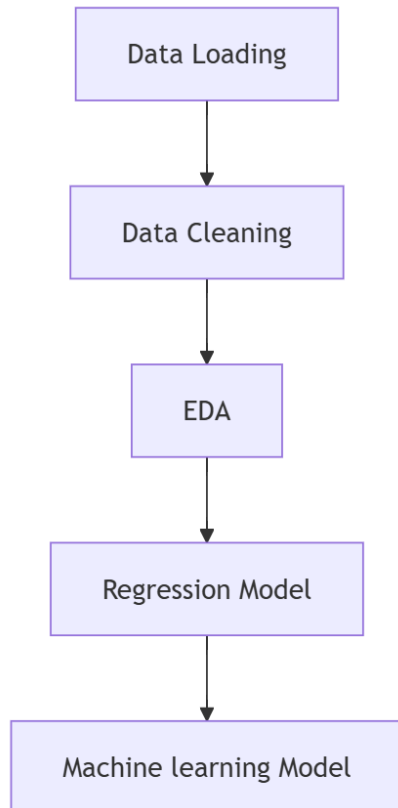 Data Loading
Data Cleaning
EDA
Regression Model
Machine learning Model